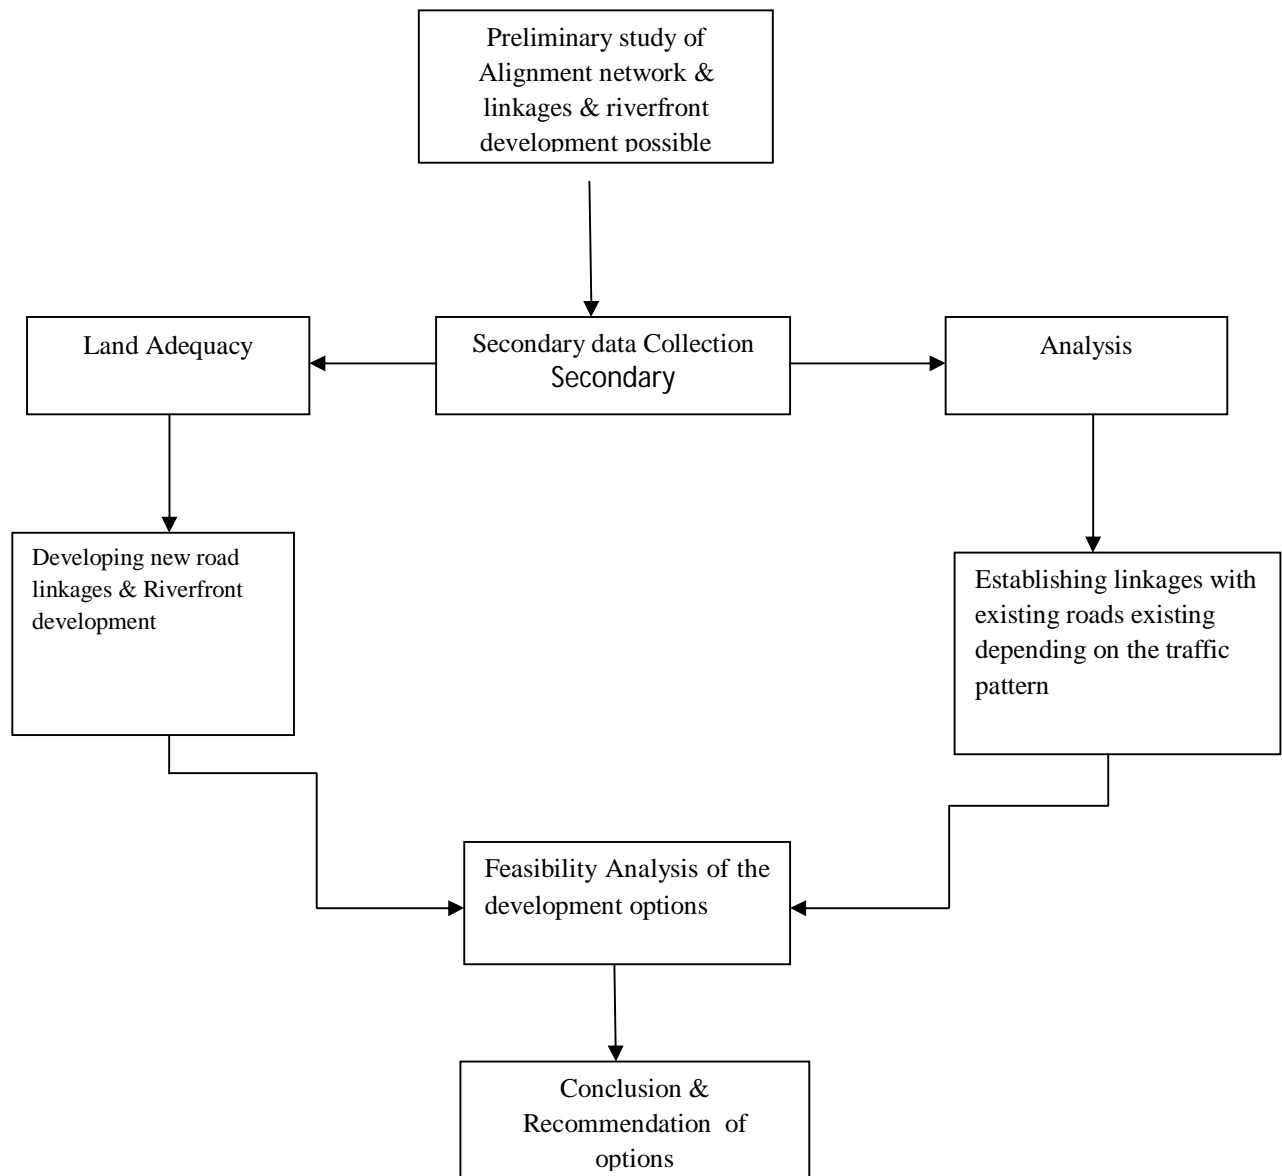 Preliminary study of
Alignment network &
linkages & riverfront
development possible
Land Adequacy
Secondary data Collection
Secondary
Analysis
Developing new road
linkages & Riverfront
development
Establishing linkages with
existing roads existing
depending on the traffic
pattern
Feasibility Analysis of the
development options
Conclusion &
Recommendation of
options